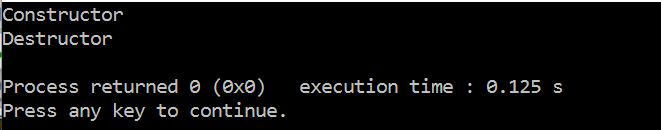 Constructor
Destructor
Process returned 0 (0x0)   execution time : 0.125 s
Press any key to continue.